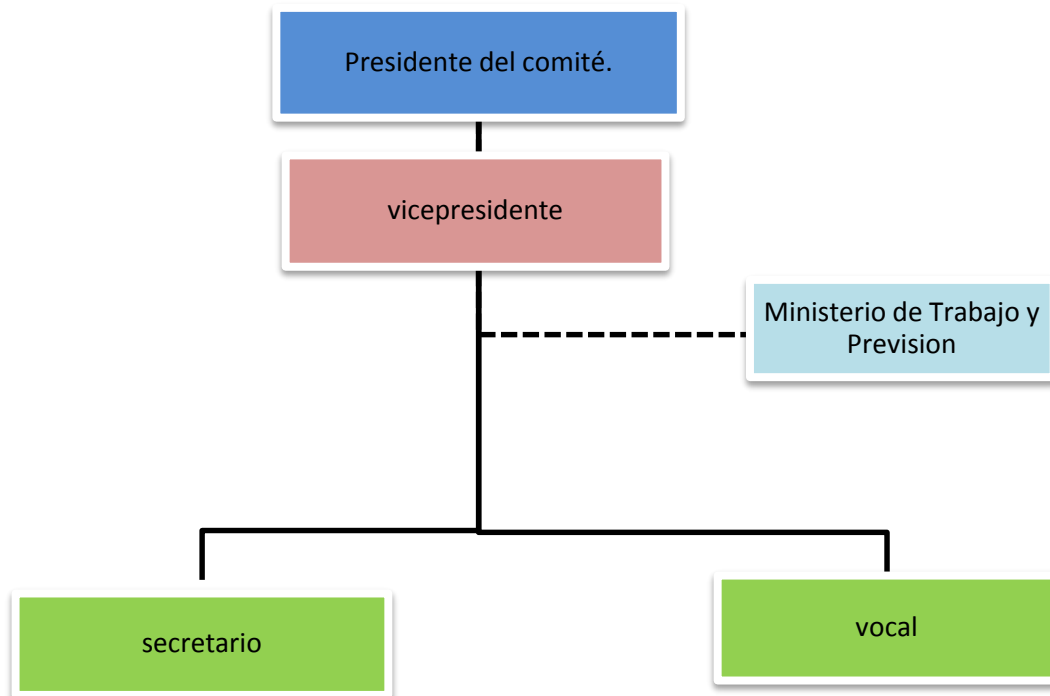 Presidente del comité.
vicepresidente
Ministerio de Trabajo y
Prevision
secretario
vocal